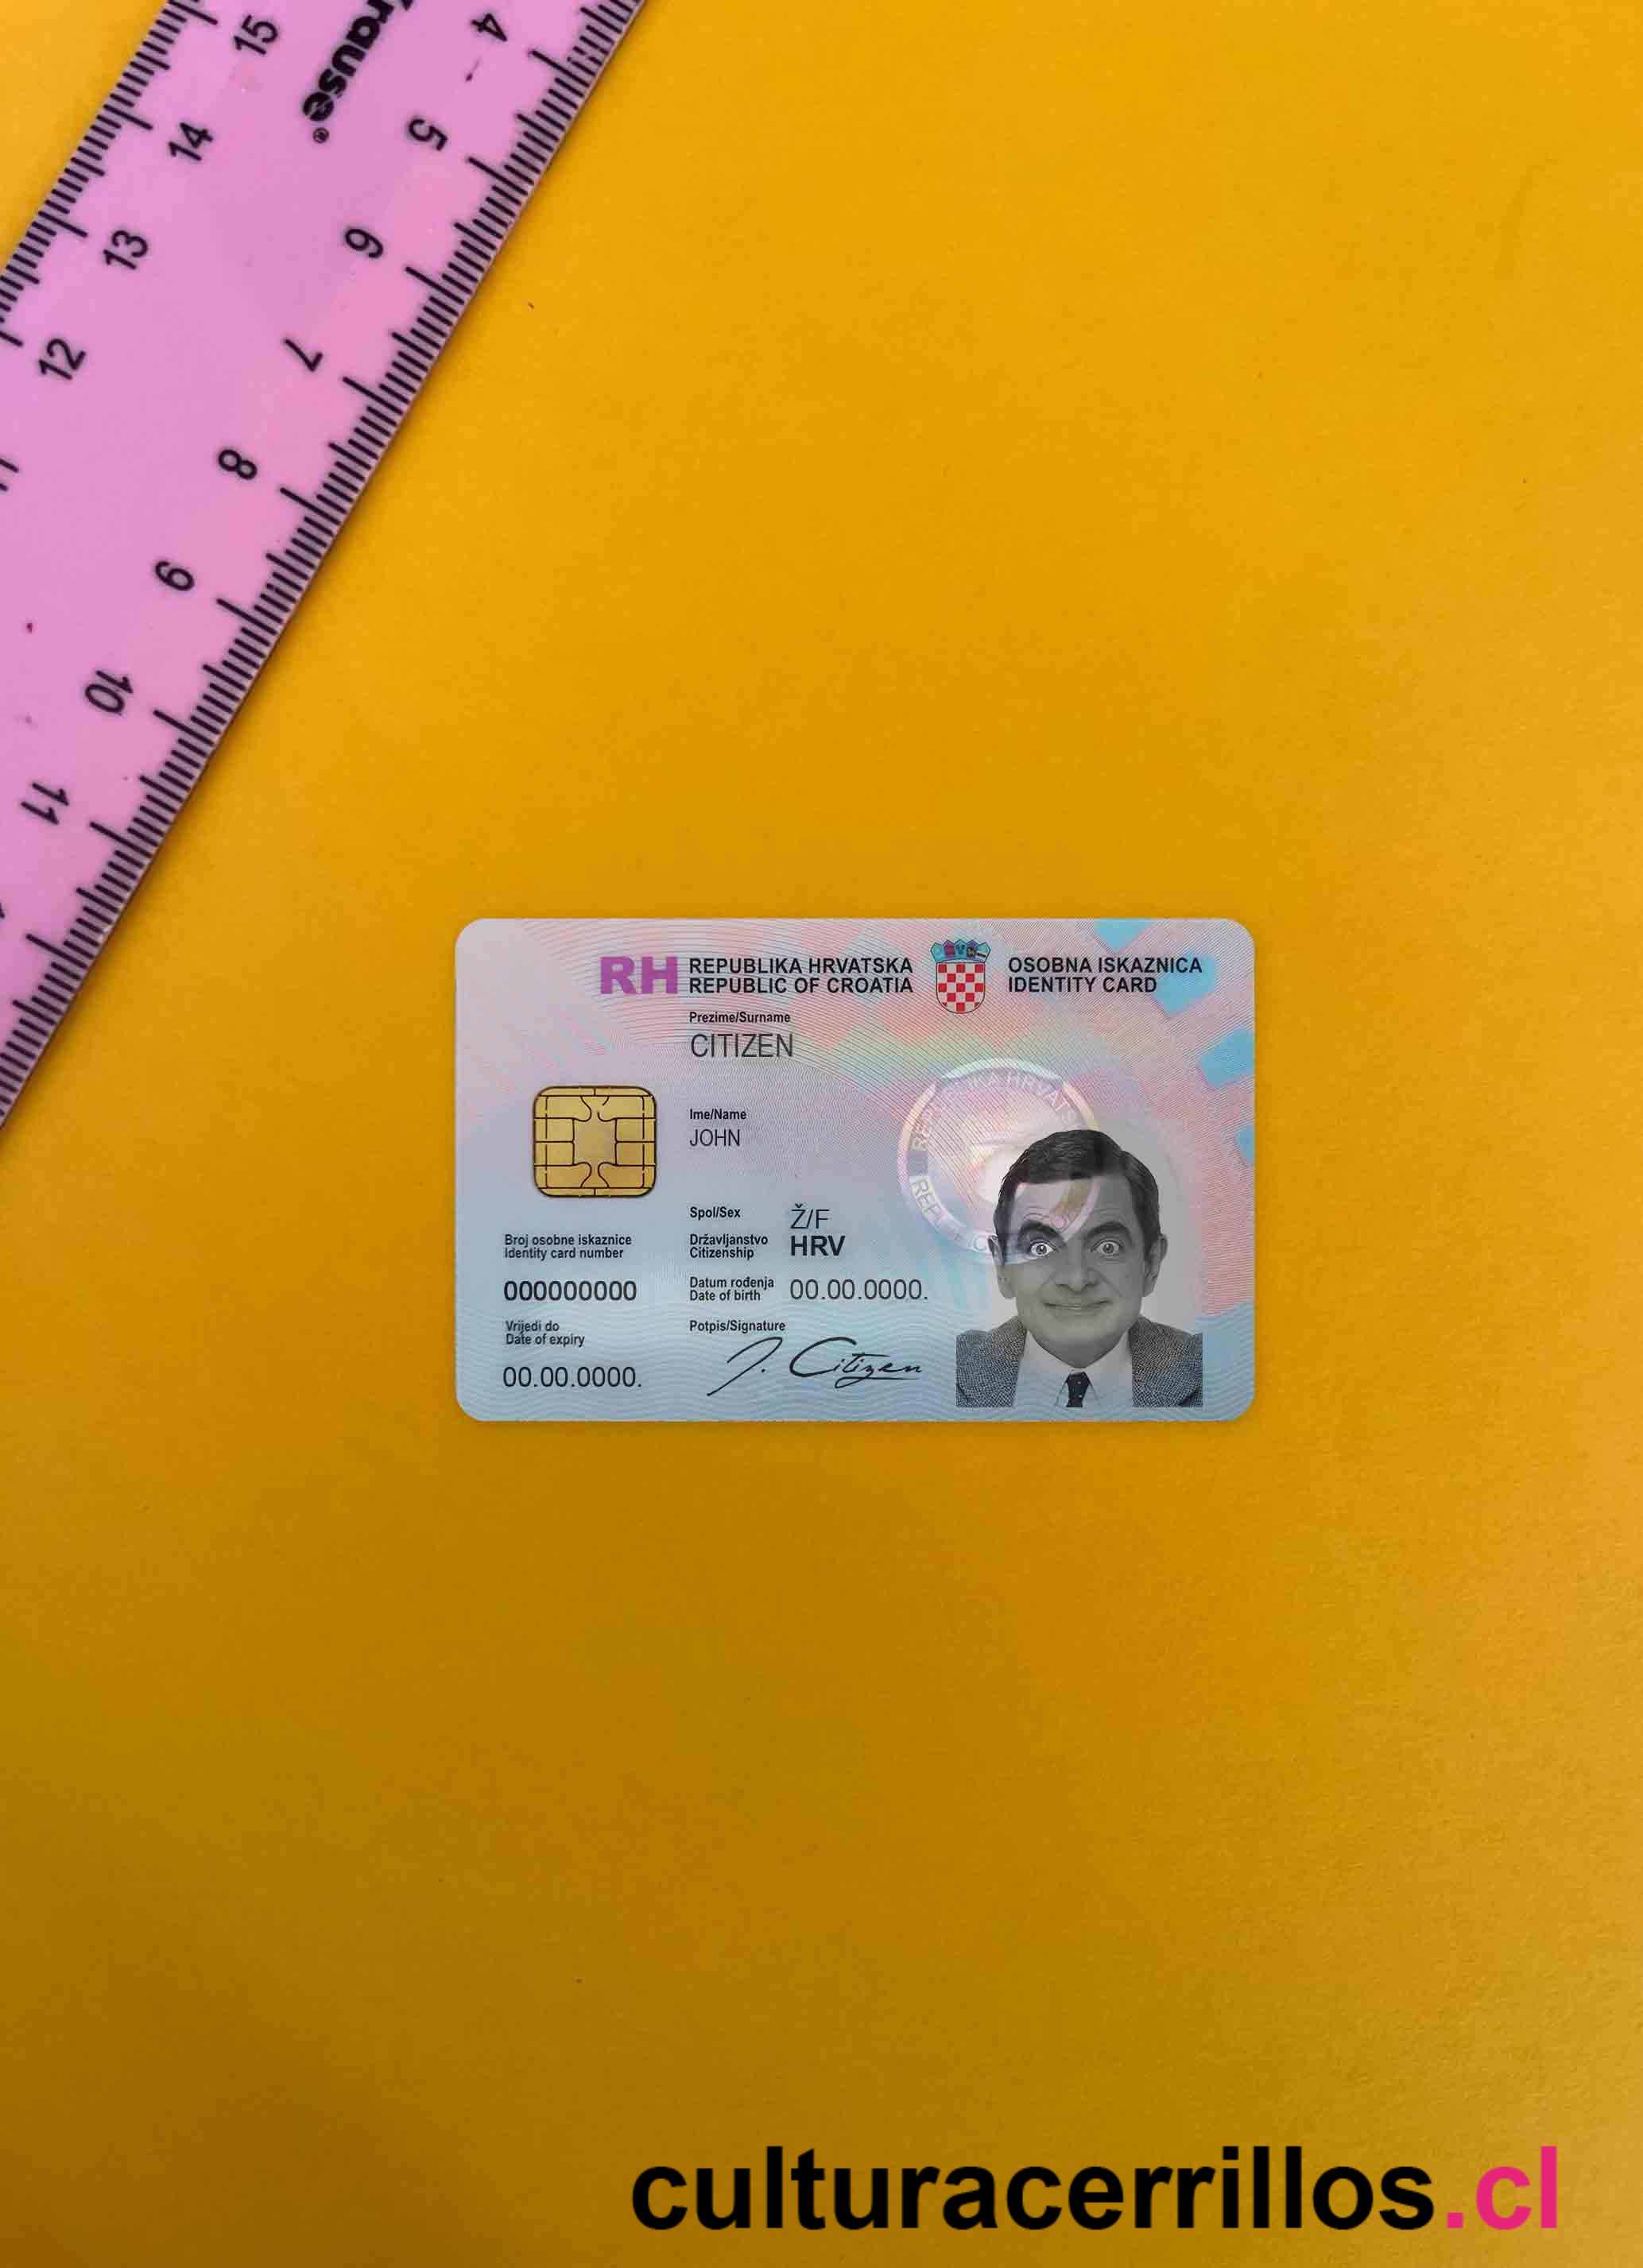 15
14
13
12
rause®
4
5
6
7
8
9
10
11
RH REPUBLIKA HRVATSKA
REPUBLIC OF CROATIA
OSOBNA ISKAZNICA
IDENTITY CARD
Prezime/Surname
CITIZEN
Ime/Name
JOHN
Spol/Sex Ž/F
Državljanstvo
Citizenship HRV
Broj osobne iskaznice
Identity card number
000000000
Datum rođenja
Date of birth 00.00.0000.
Vrijedi do
Date of expiry
00.00.0000.
Potpis/Signature
J. Citizen
culturacerrillos.cl